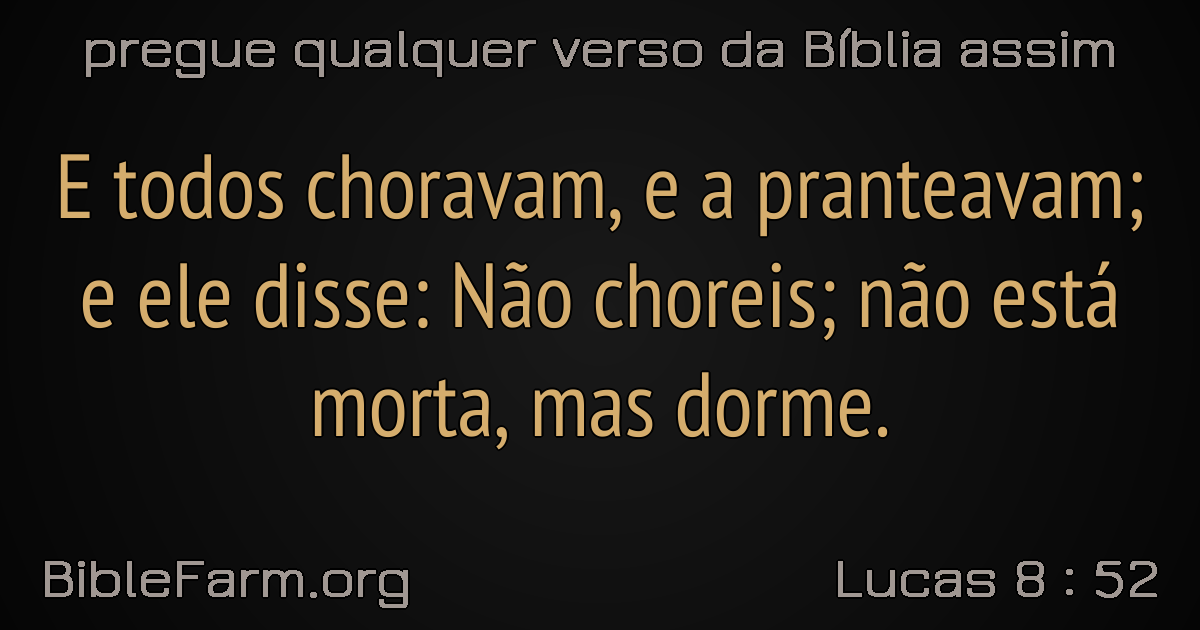 pregue qualquer verso da Bíblia assim
E todos choravam, e a pranteavam;
e ele disse: Não choreis; não está
morta, mas dorme.
BibleFarm.org
Lucas 8 : 52